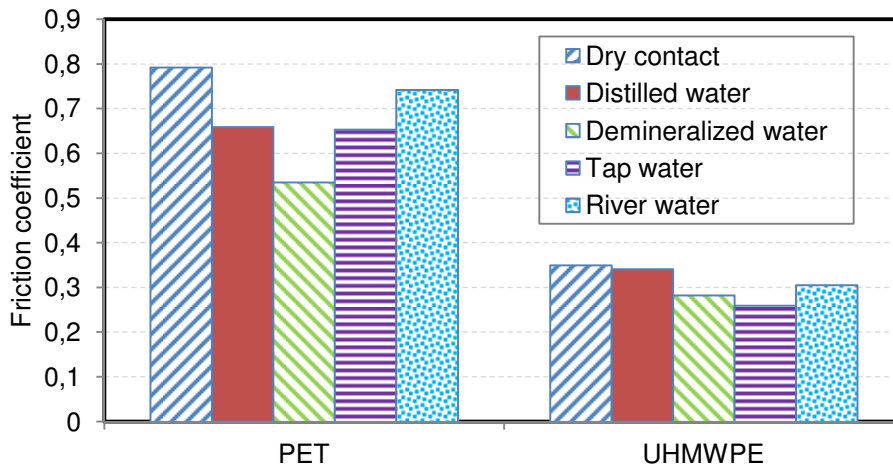 Friction coefficient
0,9
0,8
0,7
0,6
0,5
0,4
0,3
0,2
0,1
0
Dry contact
Distilled water
Demineralized water
Tap water
River water
PET
UHMWPE